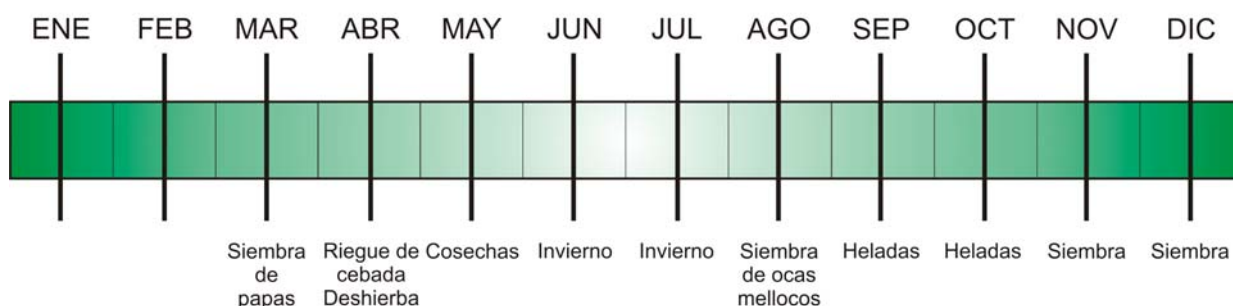 ENE FEB MAR ABR MAY JUN JUL AGO SEP OCT NOV DIC
Siembra Riegue de Cosechas Invierno Invierno Siembra Heladas Heladas Siembra Siembra
de cebada de ocas
papas Deshierba mellocos